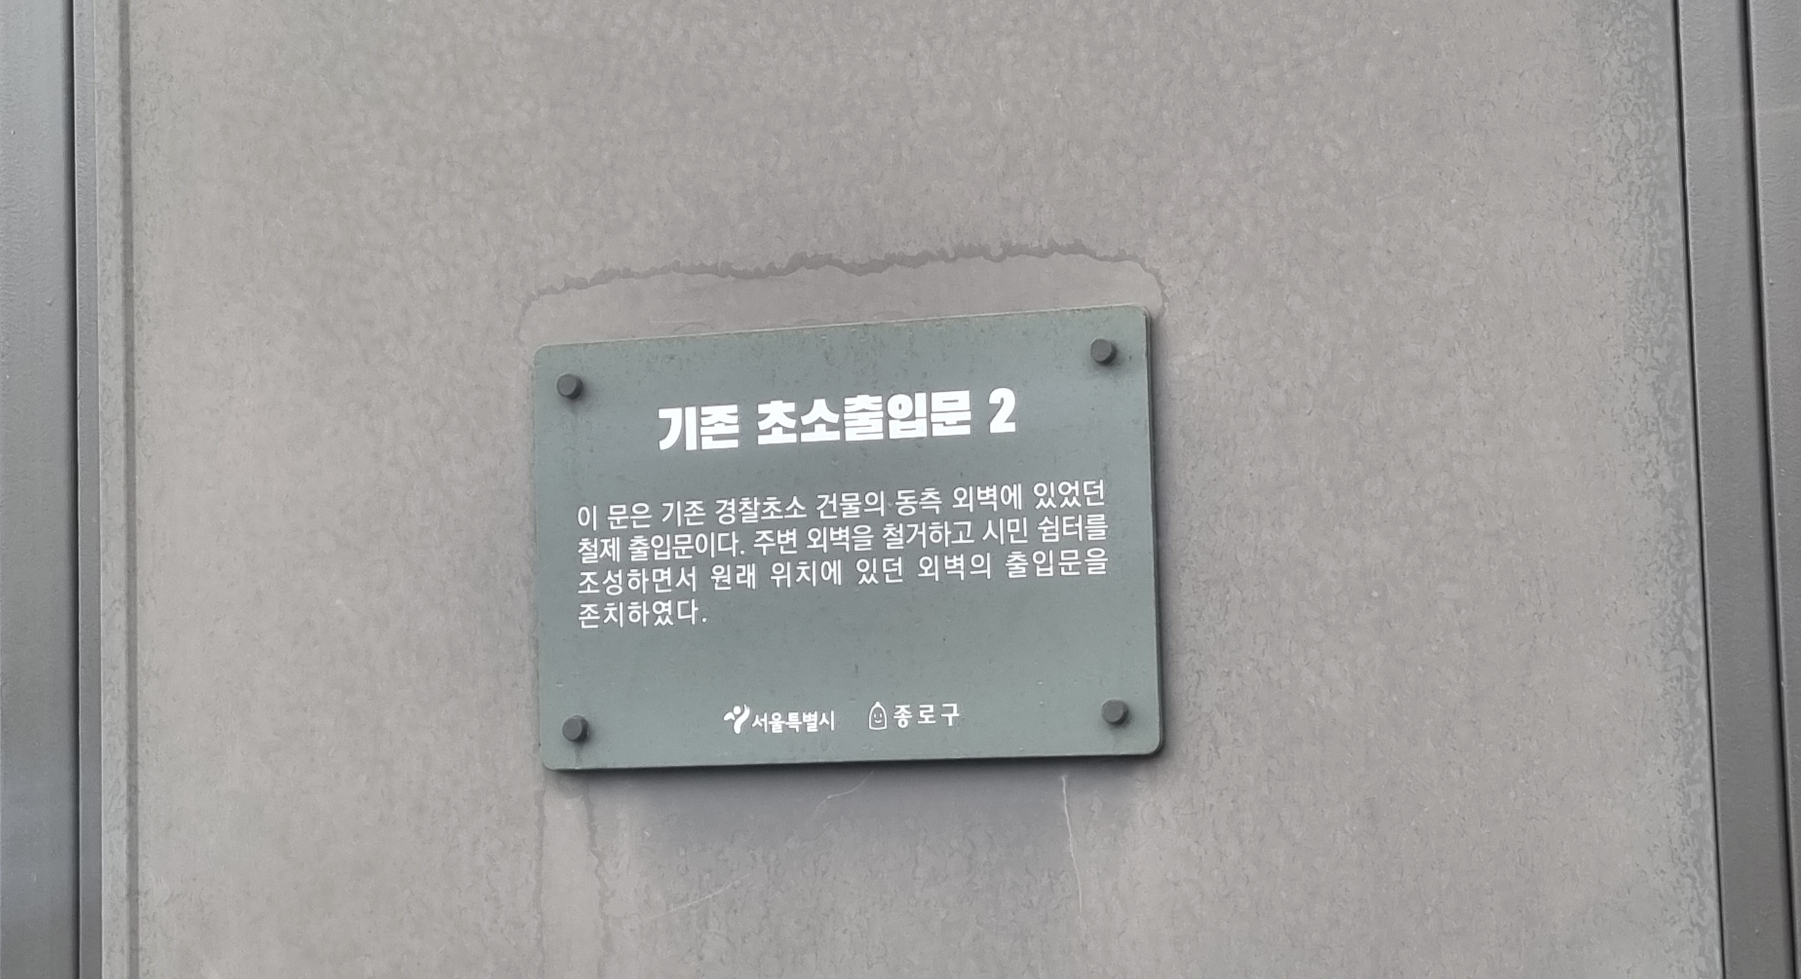 기존 초소출입문 2
이 문은 기존 경찰초소 건물의 동측 외벽에 있었던
철제 출입문이다. 주변 외벽을 철거하고 시민 쉼터를
조성하면서 원래 위치에 있던 외벽의 출입문을
존치하였다.
서울특별시 종로구